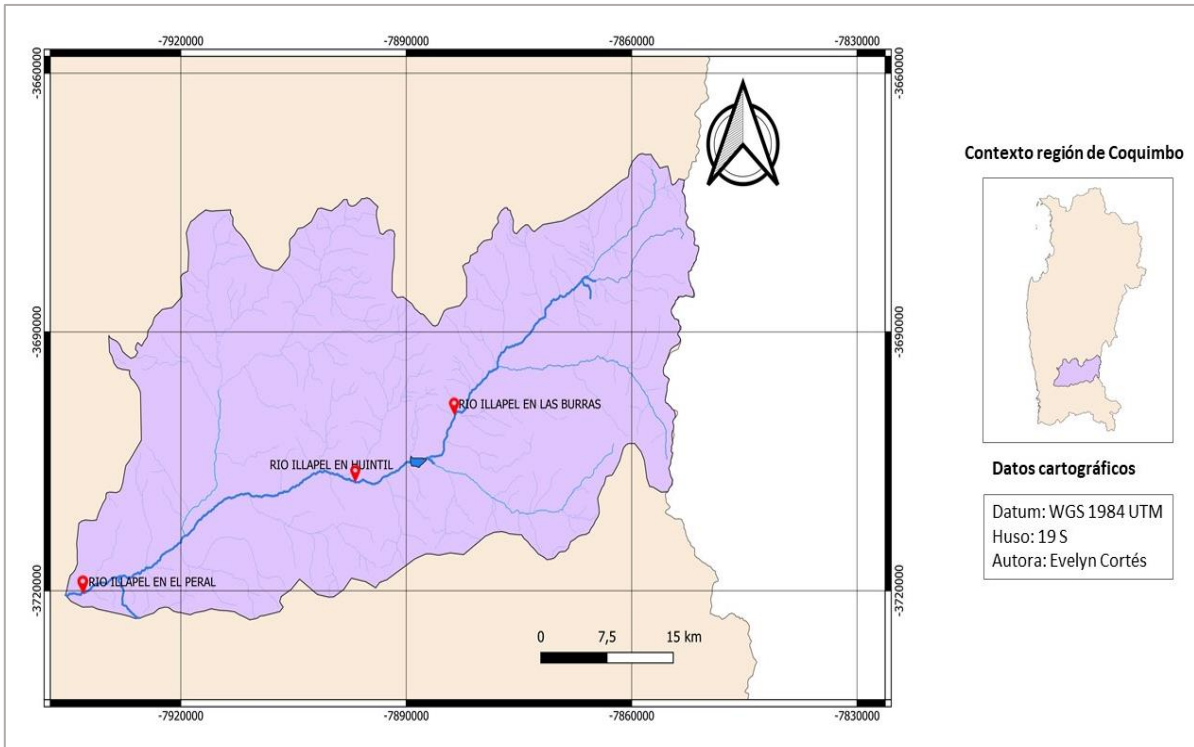 -7920000
-7890000
-7860000
-7830000
-3660000
-3660000
Contexto región de Coquimbo
-3690000
-3690000
RIO ILLAPEL EN LAS BURRAS
RIO ILLAPEL EN HUINTIL
Datos cartográficos
Datum: WGS 1984 UTM
Huso: 19 S
Autora: Evelyn Cortés
RIO ILLAPEL EN EL PERAL
-3720000
-3720000
0 7,5 15 km
-7920000
-7890000
-7860000
-7830000